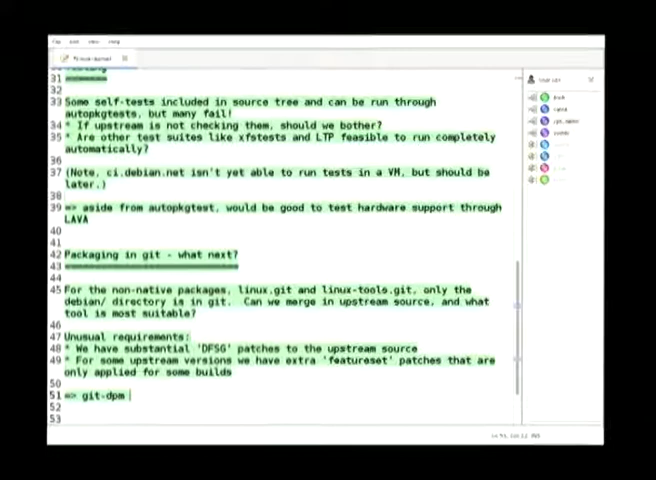 31 =======
32
33 Some self-tests included in source tree and can be run through
autopkgtests, but many fail!
34 * If upstream is not checking them, should we bother?
35 * Are other test suites like xfstests and LTP feasible to run completely
automatically?
36
37 (Note, ci.debian.net isn't yet able to run tests in a VM, but should be
later.)
38
39 => aside from autopkgtest, would be good to test hardware support through
LAVA
40
41
42 Packaging in git - what next?
43 ==============================
44
45 For the non-native packages, linux.git and linux-tools.git, only the
debian/ directory is in git.  Can we merge in upstream source, and what
tool is most suitable?
46
47 Unusual requirements:
48 * We have substantial 'DFSG' patches to the upstream source
49 * For some upstream versions we have extra 'featureset' patches that are
only applied for some builds
50
51 => git-dpm
52
53